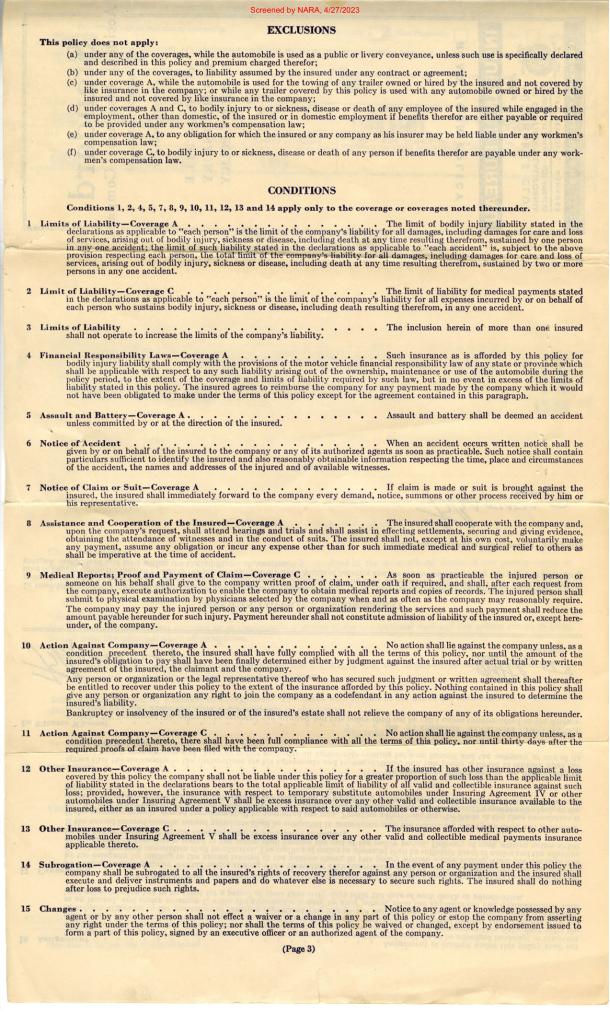 Screened by NARA, 4/27/2023
EXCLUSIONS
This policy does not apply:
(a) under any of the coverages, while the automobile is used as a public or livery conveyance, unless such use is specifically declared
and described in this policy and premium charged therefor;
(b) under any of the coverages, to liability assumed by the insured under any contract or agreement;
(c) under coverage A, while the automobile is used for the towing of any trailer owned or hired by the insured and not covered by
like insurance in the company; or while any trailer covered by this policy is used with any automobile owned or hired by the
insured and not covered by like insurance in the company;
(d) under coverages A and C, to bodily injury to or sickness, disease or death of any employee of the insured while engaged in the
employment, other than domestic, of the insured or in domestic employment if benefits therefor are either payable or required
to be provided under any workmen's compensation law;
(e) under coverage A, to any obligation for which the insured or any company as his insurer may be held liable under any workmen's
compensation law;
(f) under coverage C, to bodily injury to or sickness, disease or death of any person if benefits therefor are payable under any work-
men's compensation law.
CONDITIONS
Conditions 1, 2, 4, 5, 7, 8, 9, 10, 11, 12, 13 and 14 apply only to the coverage or coverages noted thereunder.
1 Limits of Liability—Coverage A . . . . . . . . . . . . . . The limit of bodily injury liability stated in the
declarations as applicable to "each person" is the limit of the company's liability for all damages, including damages for care and loss
of services, arising out of bodily injury, sickness or disease, including death at any time resulting therefrom, sustained by one person
in any one accident; the limit of such liability stated in the declarations as applicable to "each accident" is, subject to the above
provision respecting each person, the total limit of the company's liability for all damages, including damages for care and loss of
services, arising out of bodily injury, sickness or disease, including death at any time resulting therefrom, sustained by two or more
persons in any one accident.
2 Limit of Liability—Coverage C . . . . . . . . . . . . . . The limit of liability for medical payments stated
in the declarations as applicable to "each person" is the limit of the company's liability for all expenses incurred by or on behalf of
each person who sustains bodily injury, sickness or disease, including death resulting therefrom, in any one accident.
3 Limits of Liability . . . . . . . . . . . . . . . . . The inclusion herein of more than one insured
shall not operate to increase the limits of the company's liability.
4 Financial Responsibility Laws—Coverage A . . . . . . . . . . . Such insurance as is afforded by this policy for
bodily injury liability shall comply with the provisions of the motor vehicle financial responsibility law of any state or province which
shall be applicable with respect to any such liability arising out of the ownership, maintenance or use of the automobile during the
policy period, to the extent of the coverage and limits of liability required by such law, but in no event in excess of the limits of
liability stated in this policy. The insured agrees to reimburse the company for any payment made by the company which it would
not have been obligated to make under the terms of this policy except for the agreement contained in this paragraph.
5 Assault and Battery—Coverage A . . . . . . . . . . . . . Assault and battery shall be deemed an accident
unless committed by or at the direction of the insured.
6 Notice of Accident . . . . . . . . . . . . . . . . . When an accident occurs written notice shall be
given by or on behalf of the insured to the company or any of its authorized agents as soon as practicable. Such notice shall contain
particulars sufficient to identify the insured and also reasonably obtainable information respecting the time, place and circumstances
of the accident, the names and addresses of the injured and of available witnesses.
7 Notice of Claim or Suit—Coverage A . . . . . . . . . . . . If claim is made or suit is brought against the
insured, the insured shall immediately forward to the company every demand, notice, summons or other process received by him or
his representative.
8 Assistance and Cooperation of the Insured—Coverage A . . . . . . . The insured shall cooperate with the company and,
upon the company's request, shall attend hearings and trials and shall assist in effecting settlements, securing and giving evidence,
obtaining the attendance of witnesses and in the conduct of suits. The insured shall not, except at his own cost, voluntarily make
any payment, assume any obligation or incur any expense other than for such immediate medical and surgical relief to others as
shall be imperative at the time of accident.
9 Medical Reports; Proof and Payment of Claim—Coverage C . . . . . . As soon as practicable the injured person or
someone on his behalf shall give to the company written proof of claim, under oath if required, and shall, after each request from
the company, execute authorization to enable the company to obtain medical reports and copies of records. The injured person shall
submit to physical examination by physicians selected by the company when and as often as the company may reasonably require.
The company may pay the injured person or any person or organization rendering the services and such payment shall reduce the
amount payable hereunder for such injury. Payment hereunder shall not constitute admission of liability of the insured or, except here-
under, of the company.
10 Action Against Company—Coverage A . . . . . . . . . . . . No action shall lie against the company unless, as a
condition precedent thereto, the insured shall have fully complied with all the terms of this policy, nor until the amount of the
insured's obligation to pay shall have been finally determined either by judgment against the insured after actual trial or by written
agreement of the insured, the claimant and the company.
Any person or organization or the legal representative thereof who has secured such judgment or written agreement shall thereafter
be entitled to recover under this policy to the extent of the insurance afforded by this policy. Nothing contained in this policy shall
give any person or organization any right to join the company as a codefendant in any action against the insured to determine the
insured's liability.
Bankruptcy or insolvency of the insured or of the insured's estate shall not relieve the company of any of its obligations hereunder.
11 Action Against Company—Coverage C . . . . . . . . . . . . No action shall lie against the company unless, as a
condition precedent thereto, there shall have been full compliance with all the terms of this policy, nor until thirty days after the
required proofs of claim have been filed with the company.
12 Other Insurance—Coverage A . . . . . . . . . . . . . . If the insured has other insurance against a loss
covered by this policy the company shall not be liable under this policy for a greater proportion of such loss than the applicable limit
of liability stated in the declarations bears to the total applicable limit of liability of all valid and collectible insurance against such
loss; provided, however, the insurance with respect to temporary substitute automobiles under Insuring Agreement IV or other
automobiles under Insuring Agreement V shall be excess insurance over any other valid and collectible insurance available to the
insured, either as an insured under a policy applicable with respect to said automobiles or otherwise.
13 Other Insurance—Coverage C . . . . . . . . . . . . . . The insurance afforded with respect to other auto-
mobiles under Insuring Agreement V shall be excess insurance over any other valid and collectible medical payments insurance
applicable thereto.
14 Subrogation—Coverage A . . . . . . . . . . . . . . . In the event of any payment under this policy the
company shall be subrogated to all the insured's rights of recovery therefor against any person or organization and the insured shall
execute and deliver instruments and papers and do whatever else is necessary to secure such rights. The insured shall do nothing
after loss to prejudice such rights.
15 Changes . . . . . . . . . . . . . . . . . . . . Notice to any agent or knowledge possessed by any
agent or by any other person shall not effect a waiver or a change in any part of this policy or estop the company from asserting
any right under the terms of this policy; nor shall the terms of this policy be waived or changed, except by endorsement issued to
form a part of this policy, signed by an executive officer or an authorized agent of the company.
(Page 3)